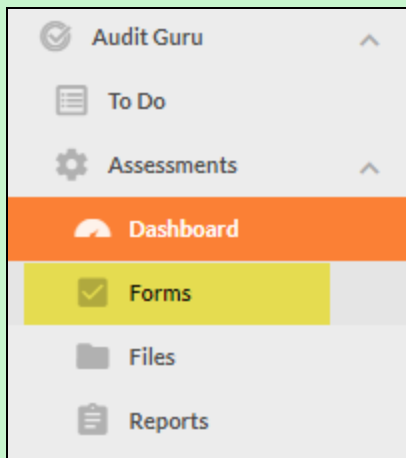 Audit Guru
To Do
Assessments
Dashboard
Forms
Files
Reports